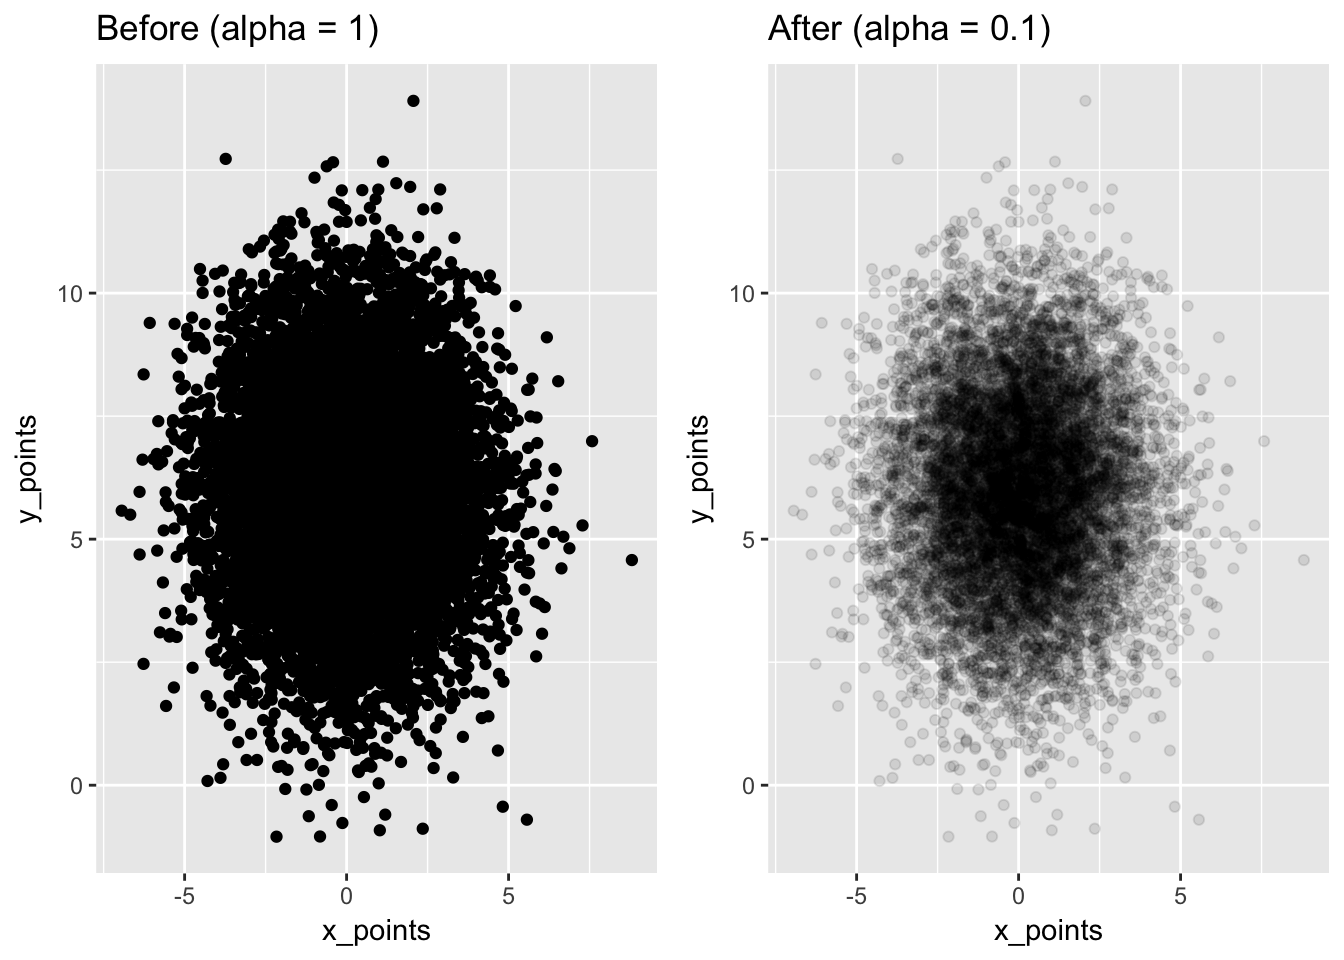 Before (alpha = 1)
y_points
10
5
0
-5 0 5
x_points
After (alpha = 0.1)
y_points
10
5
0
-5 0 5
x_points